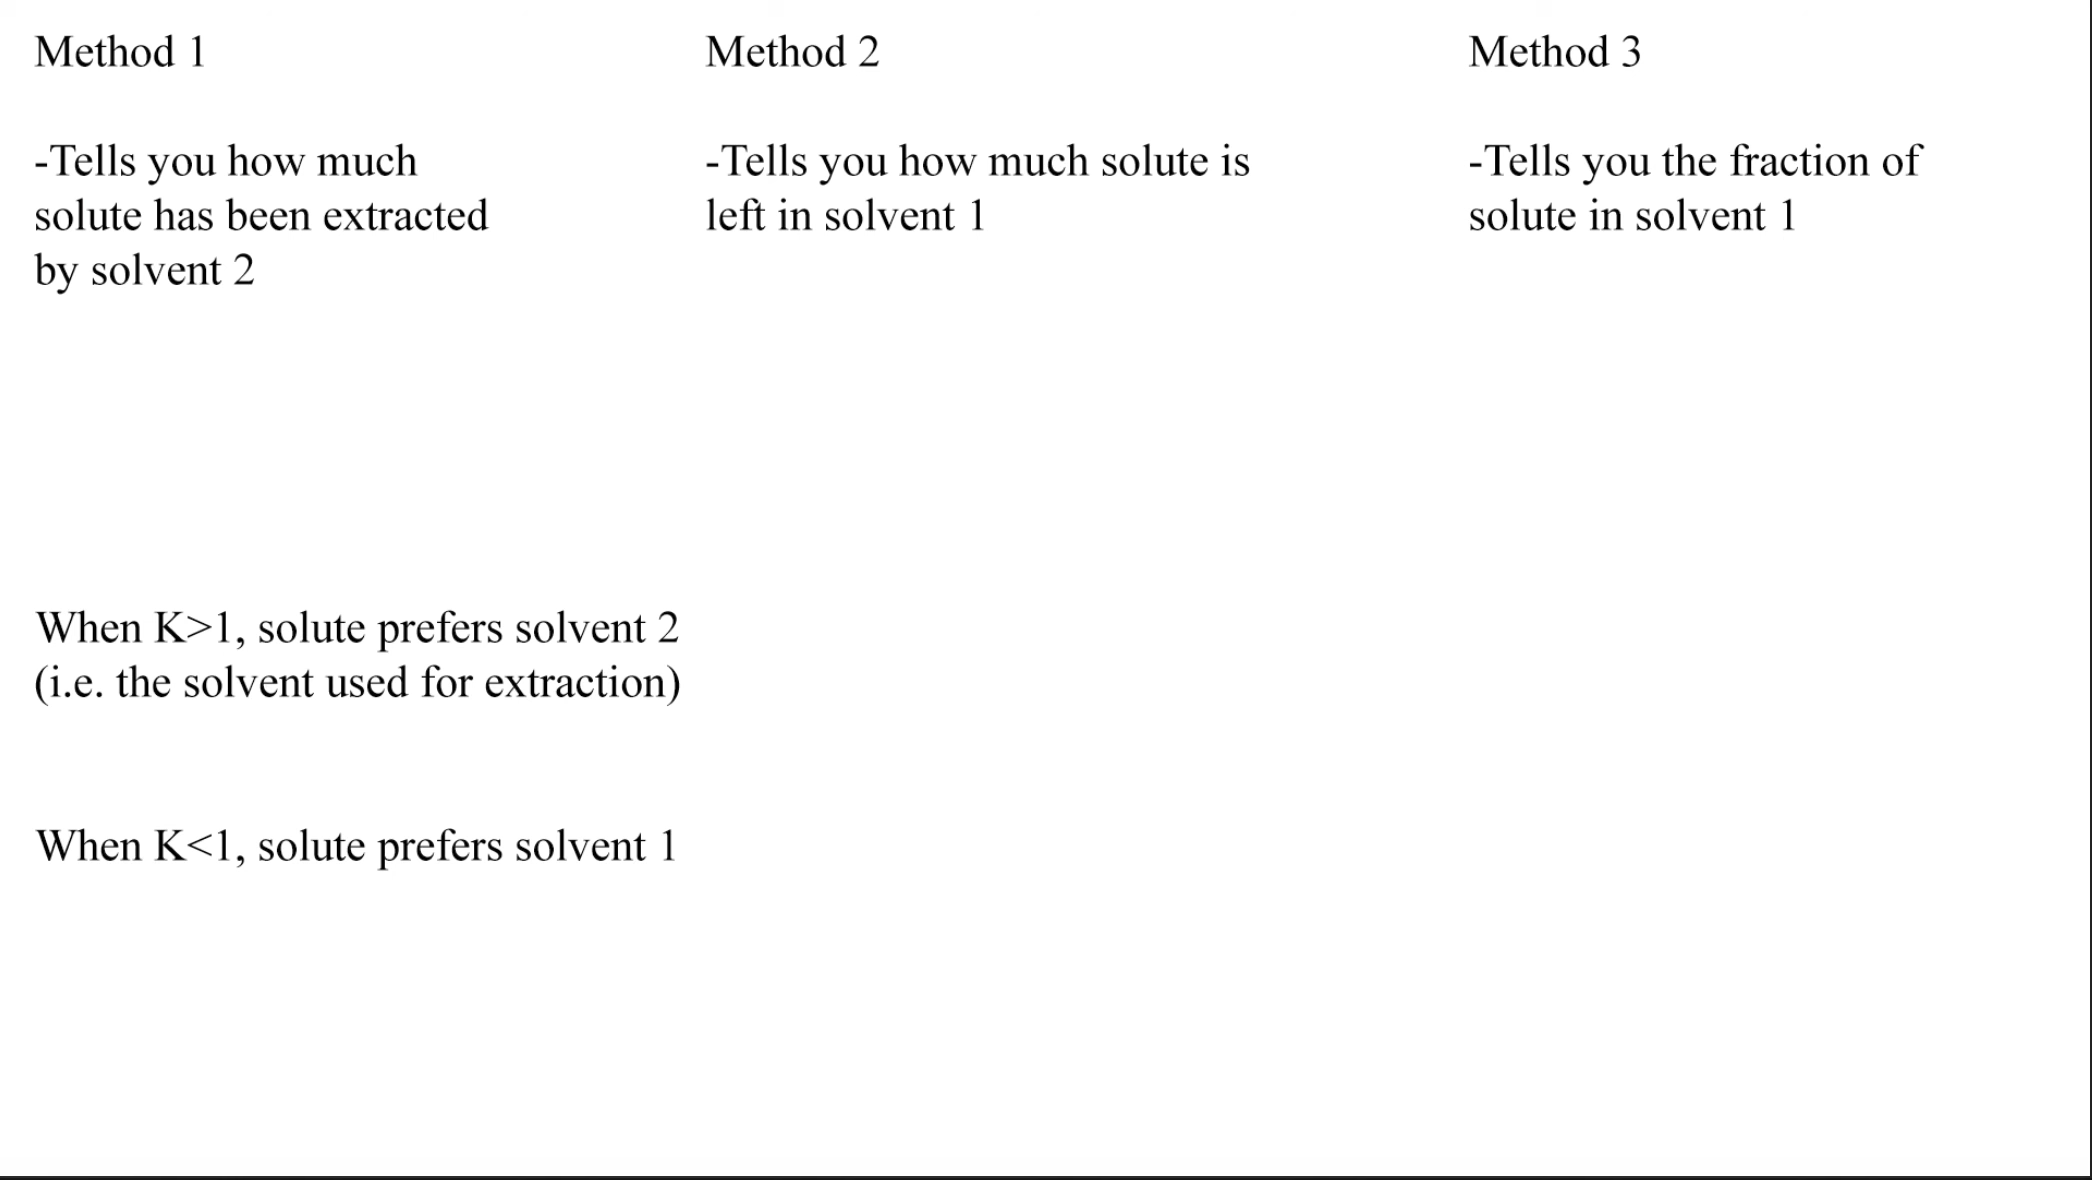 Method 1
-Tells you how much
solute has been extracted
by solvent 2
Method 2
-Tells you how much solute is
left in solvent 1
Method 3
-Tells you the fraction of
solute in solvent 1
When K>1, solute prefers solvent 2
(i.e. the solvent used for extraction)
When K<1, solute prefers solvent 1